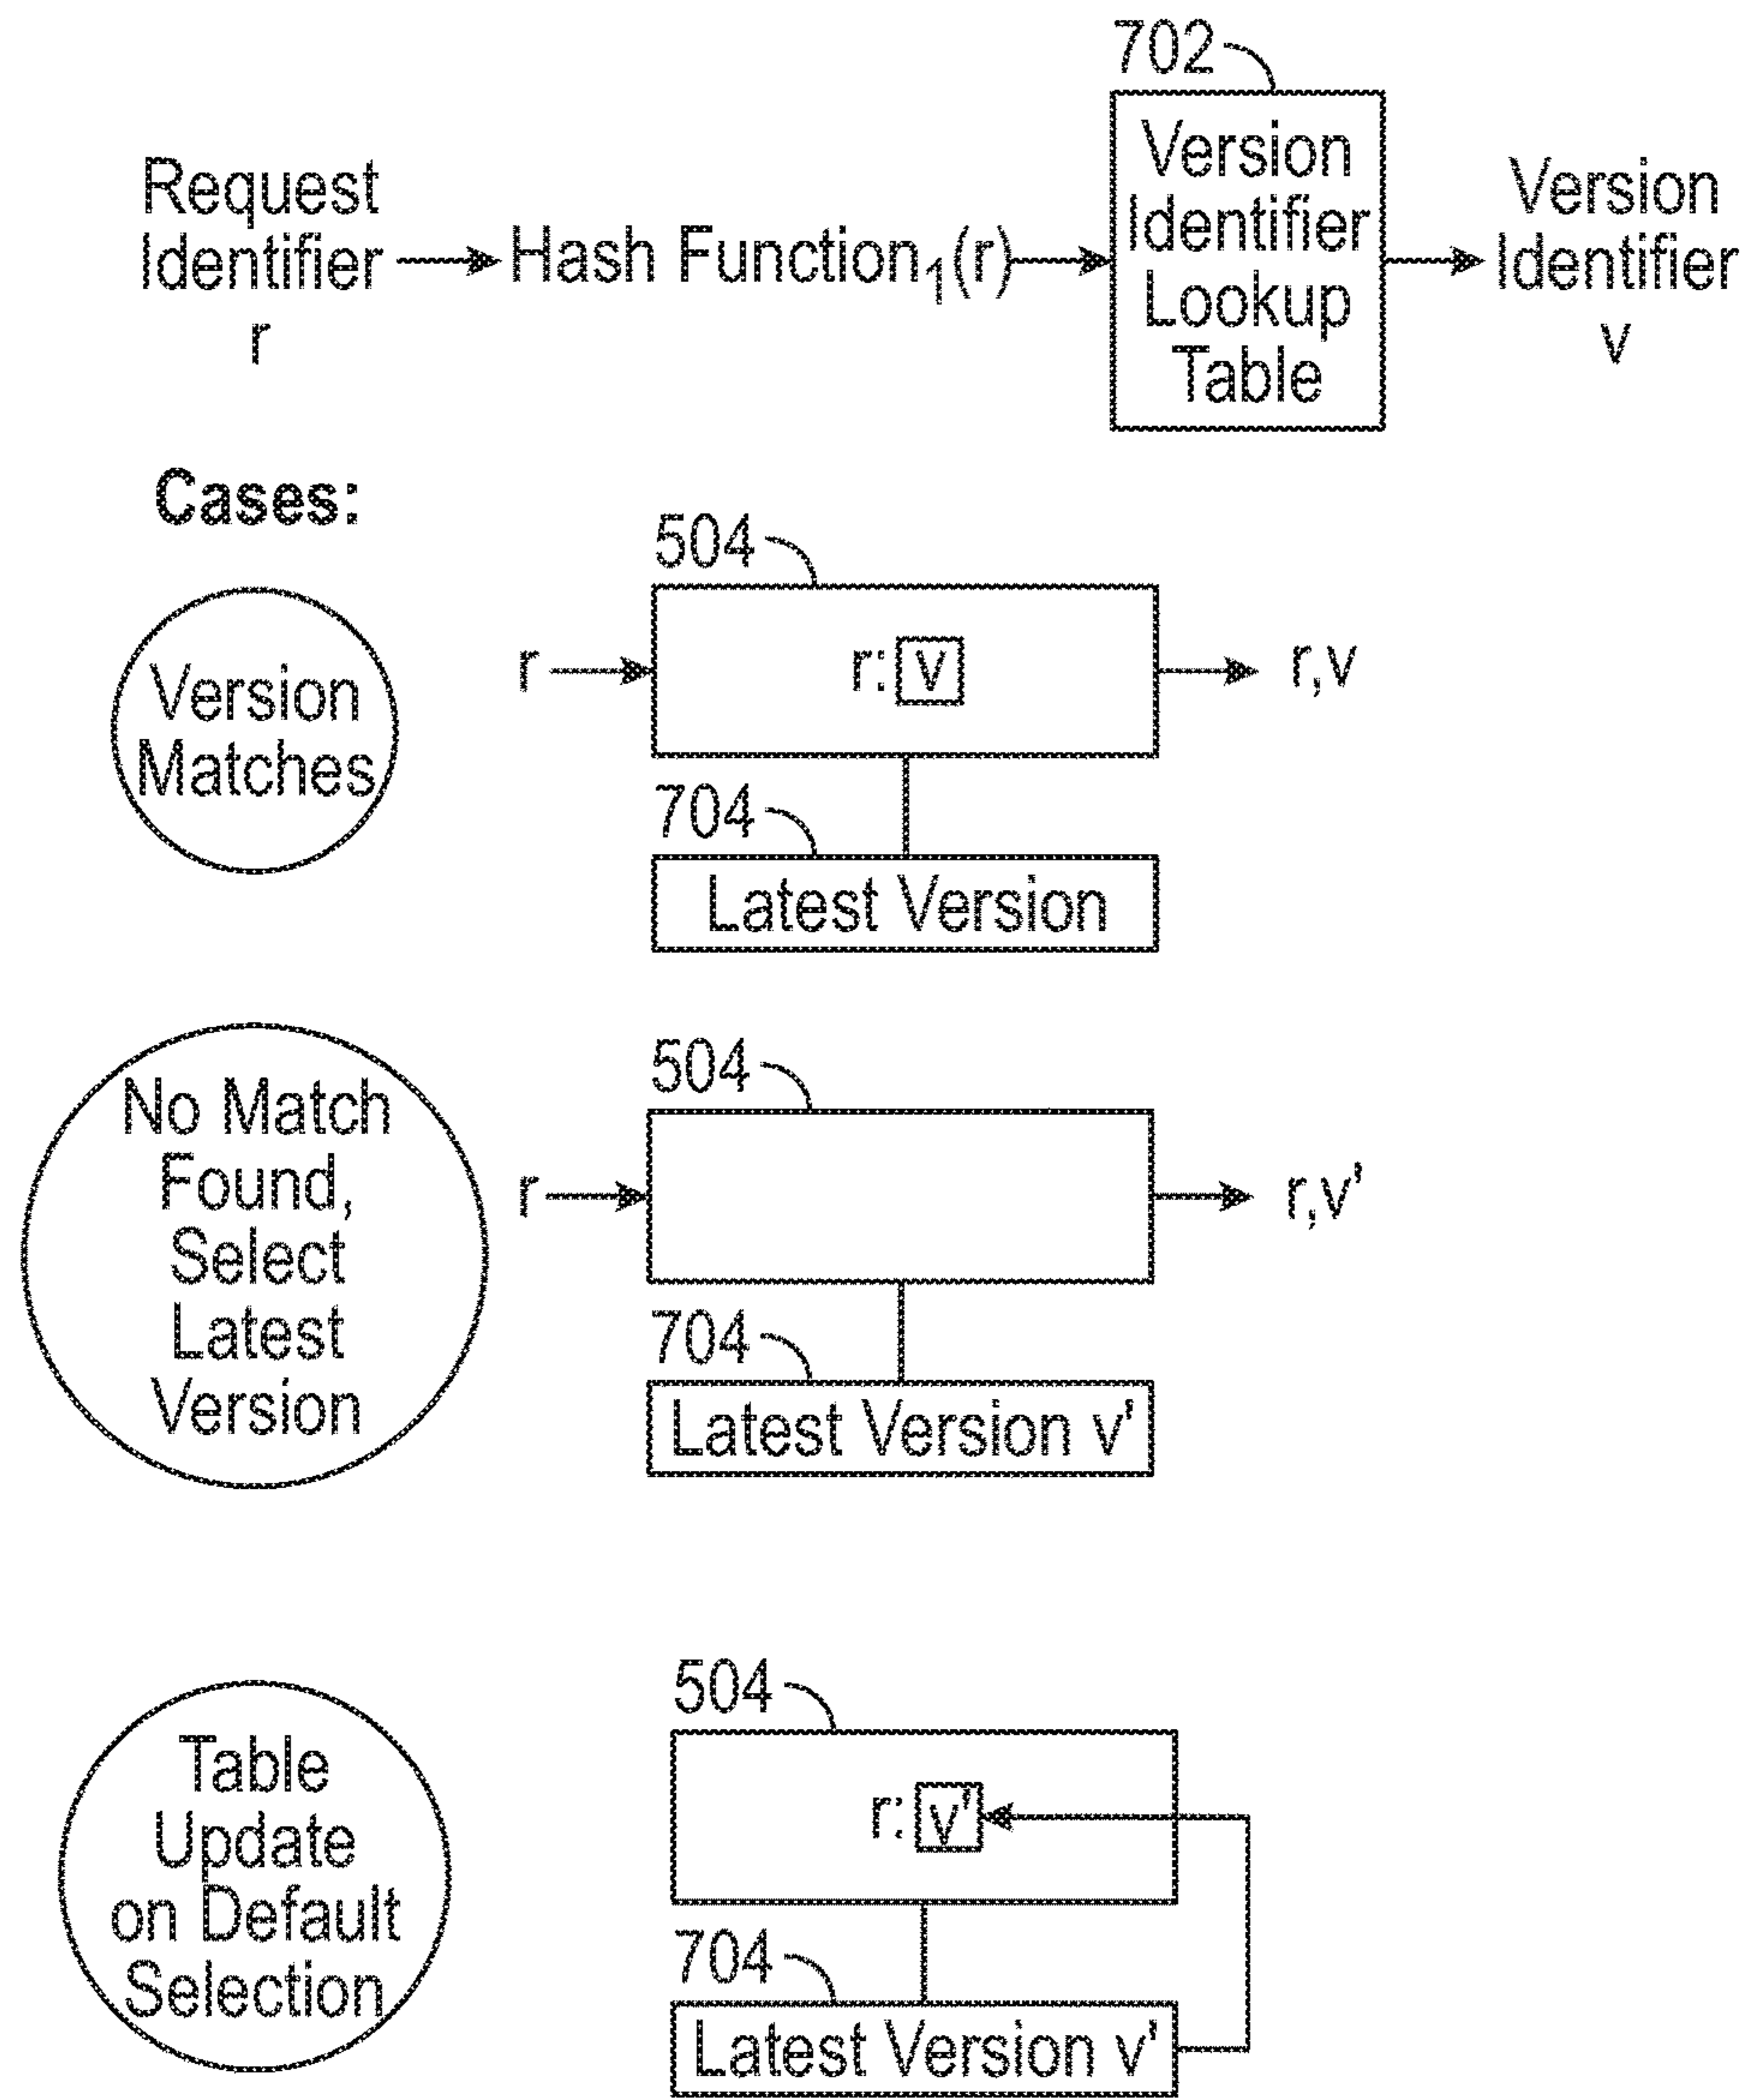 702
Request
Identifier
r
Hash Function₁(r)
Version
Identifier
Lookup
Table
Version
Identifier
v
Cases:
Version
Matches
504
r
r: v
r,v
704
Latest Version
No Match
Found,
Select
Latest
Version
504
r
r,v'
704
Latest Version v'
Table
Update
on Default
Selection
504
r: v'
704
Latest Version v'